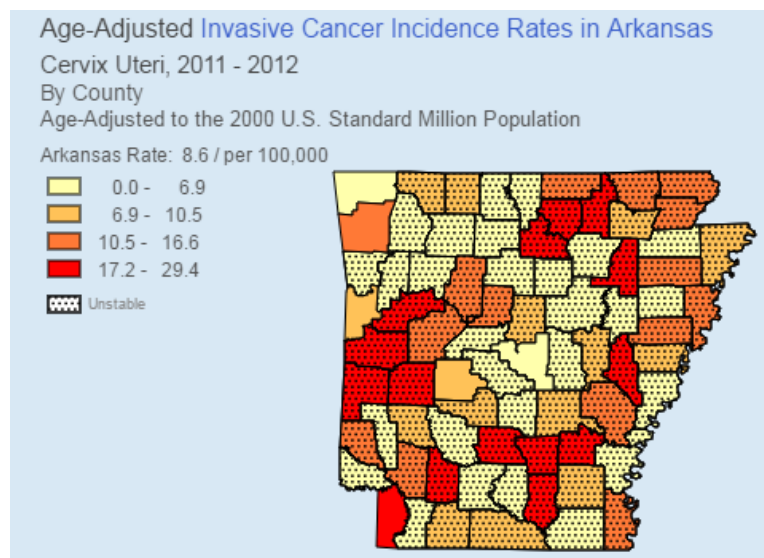 Age-Adjusted Invasive Cancer Incidence Rates in Arkansas
Cervix Uteri, 2011 - 2012
By County
Age-Adjusted to the 2000 U.S. Standard Million Population
Arkansas Rate: 8.6 / per 100,000
0.0 - 6.9
6.9 - 10.5
10.5 - 16.6
17.2 - 29.4
Unstable